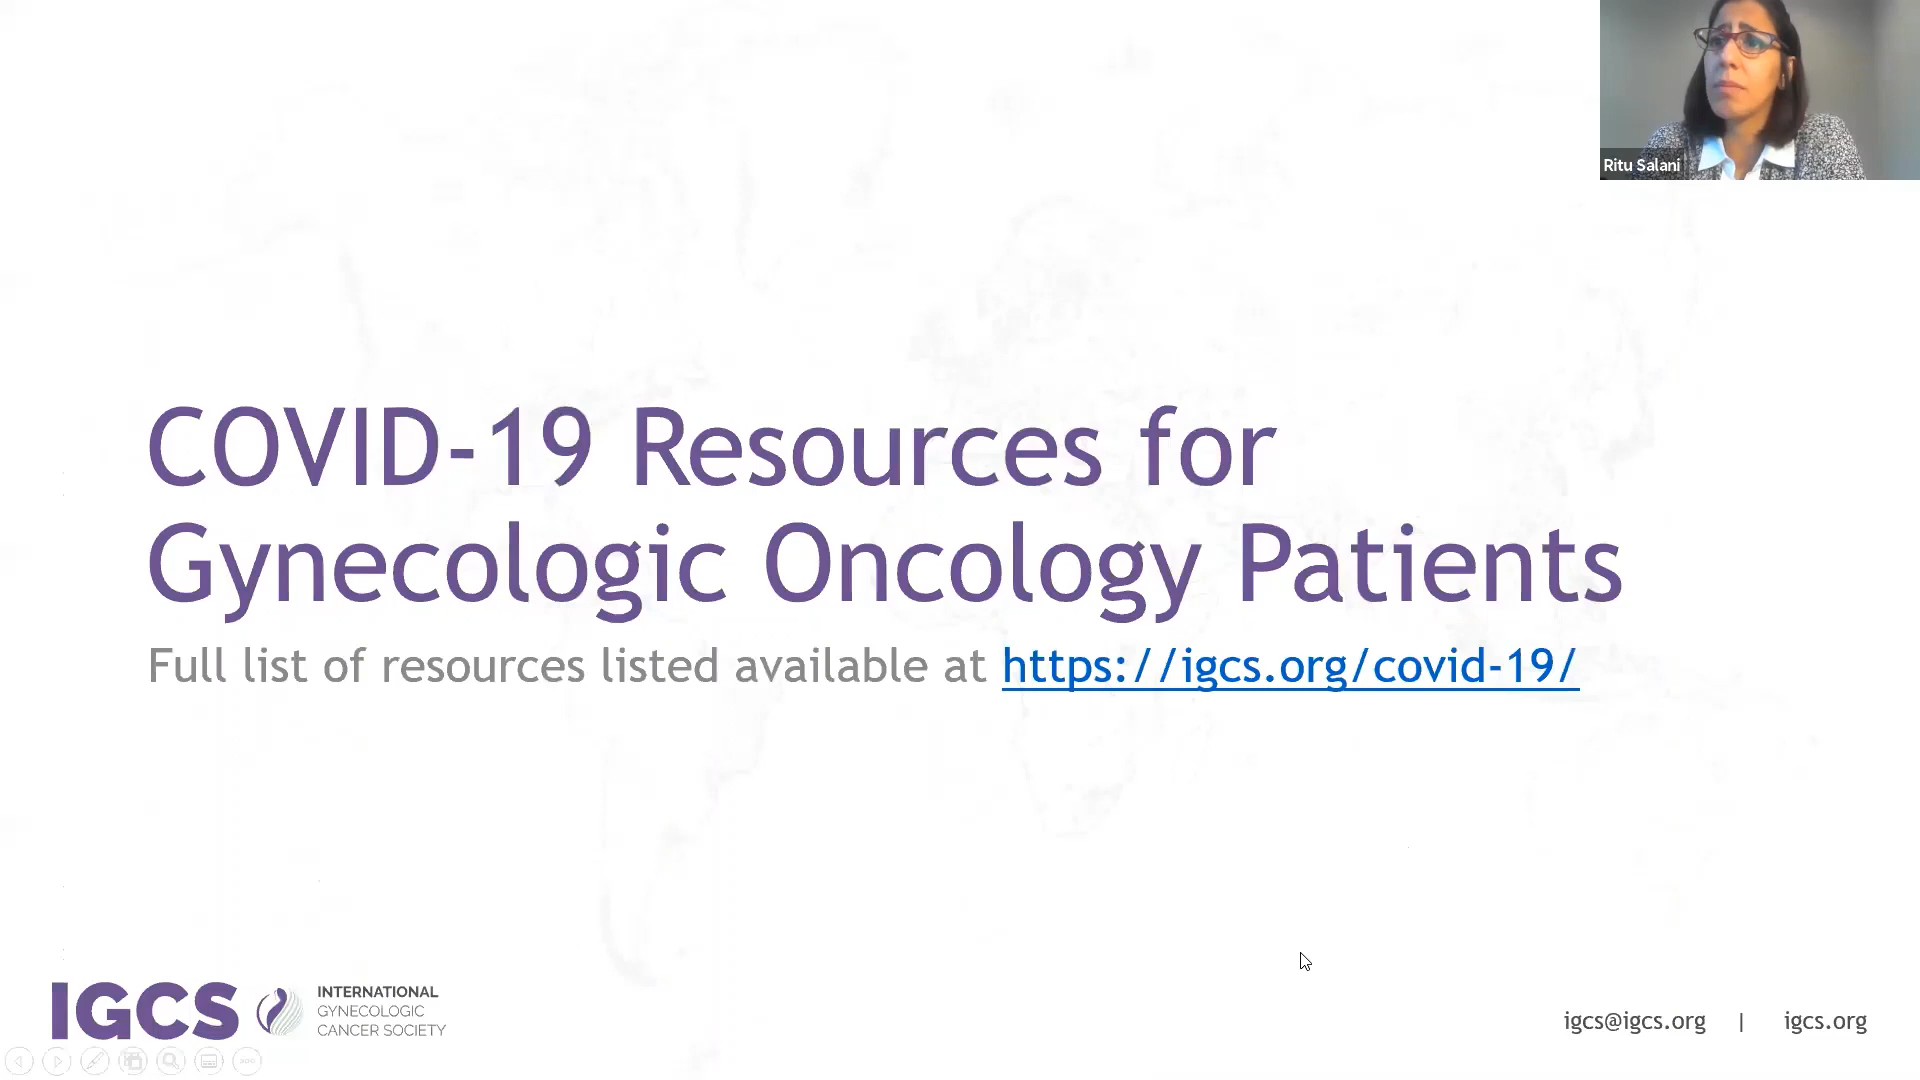 Ritu Salani
COVID-19 Resources for
Gynecologic Oncology Patients
Full list of resources listed available at https://igcs.org/covid-19/
IGCS
INTERNATIONAL
GYNECOLOGIC
CANCER SOCIETY
igcs@igcs.org | igcs.org